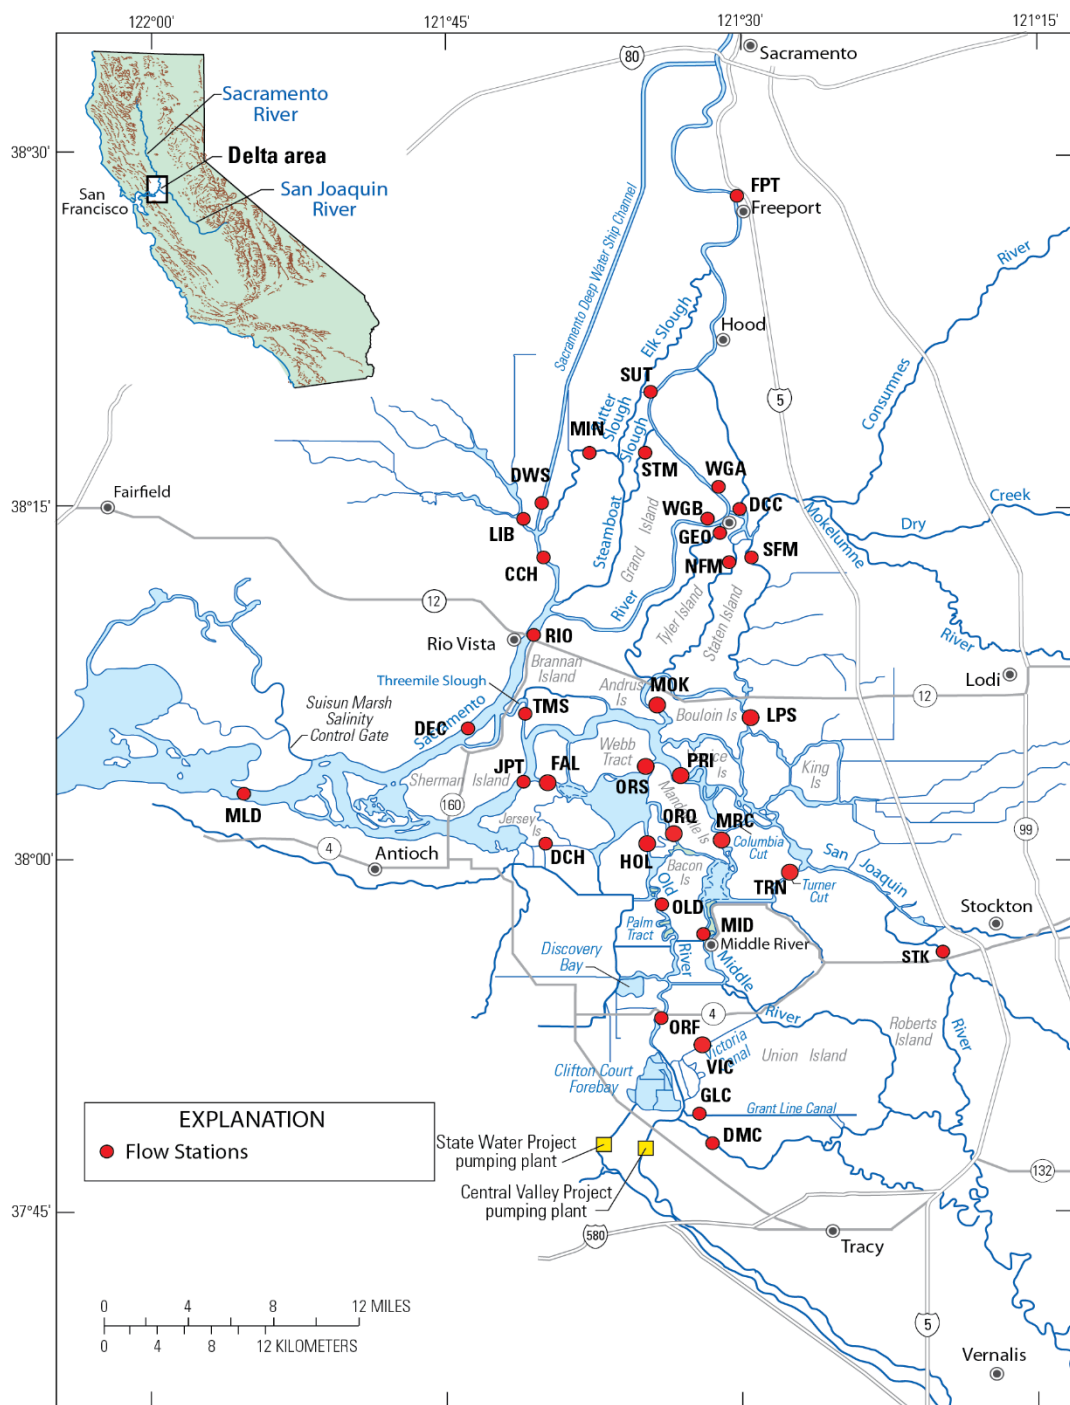 122°00'
121°45'
121°30'
121°15'
80
Sacramento
Sacramento
River
38°30'
Delta area
San
Francisco
San Joaquin
River
FPT
Freeport
Sacramento Deep Water Ship Channel
River
Elk Slough
Hood
SUT
Consumnes
5
Sutter
Slough
Slough
MIN
STM
DWS
WGA
Fairfield
38°15'
WGB
DCC
Creek
Dry
LIB
GEO
Mokelumne
Grand Island
Steamboat
SFM
CCH
NFM
12
River
Tyler Island
Staten Island
Rio Vista
RIO
River
Brannan
Island
Lodi
Threemile Slough
Andrus
Is
MOK
12
Suisun Marsh
Salinity
Control Gate
TMS
Bouloin Is
LPS
DEC
Sacramento
Webb
Tract
PRI
JPT
FAL
Sherman Island
ORS
King
Is
MLD
160
Jersey
Is
ORQ
MRC
99
4
Columbia
Cut
38°00'
Antioch
DCH
HOL
Bacon
Is
San
Joaquin
TRN
Turner
Cut
Old
OLD
Stockton
Palm
Tract
MID
Middle River
Discovery
Bay
STK
River
Middle
River
4
ORF
Roberts
Island
River
Victoria
Canal
Union Island
VIC
Clifton Court
Forebay
GLC
Grant Line Canal
EXPLANATION
Flow Stations
DMC
State Water Project
pumping plant
132
Central Valley Project
pumping plant
37°45'
580
Tracy
0 4 8 12 MILES
0 4 8 12 KILOMETERS
5
Vernalis